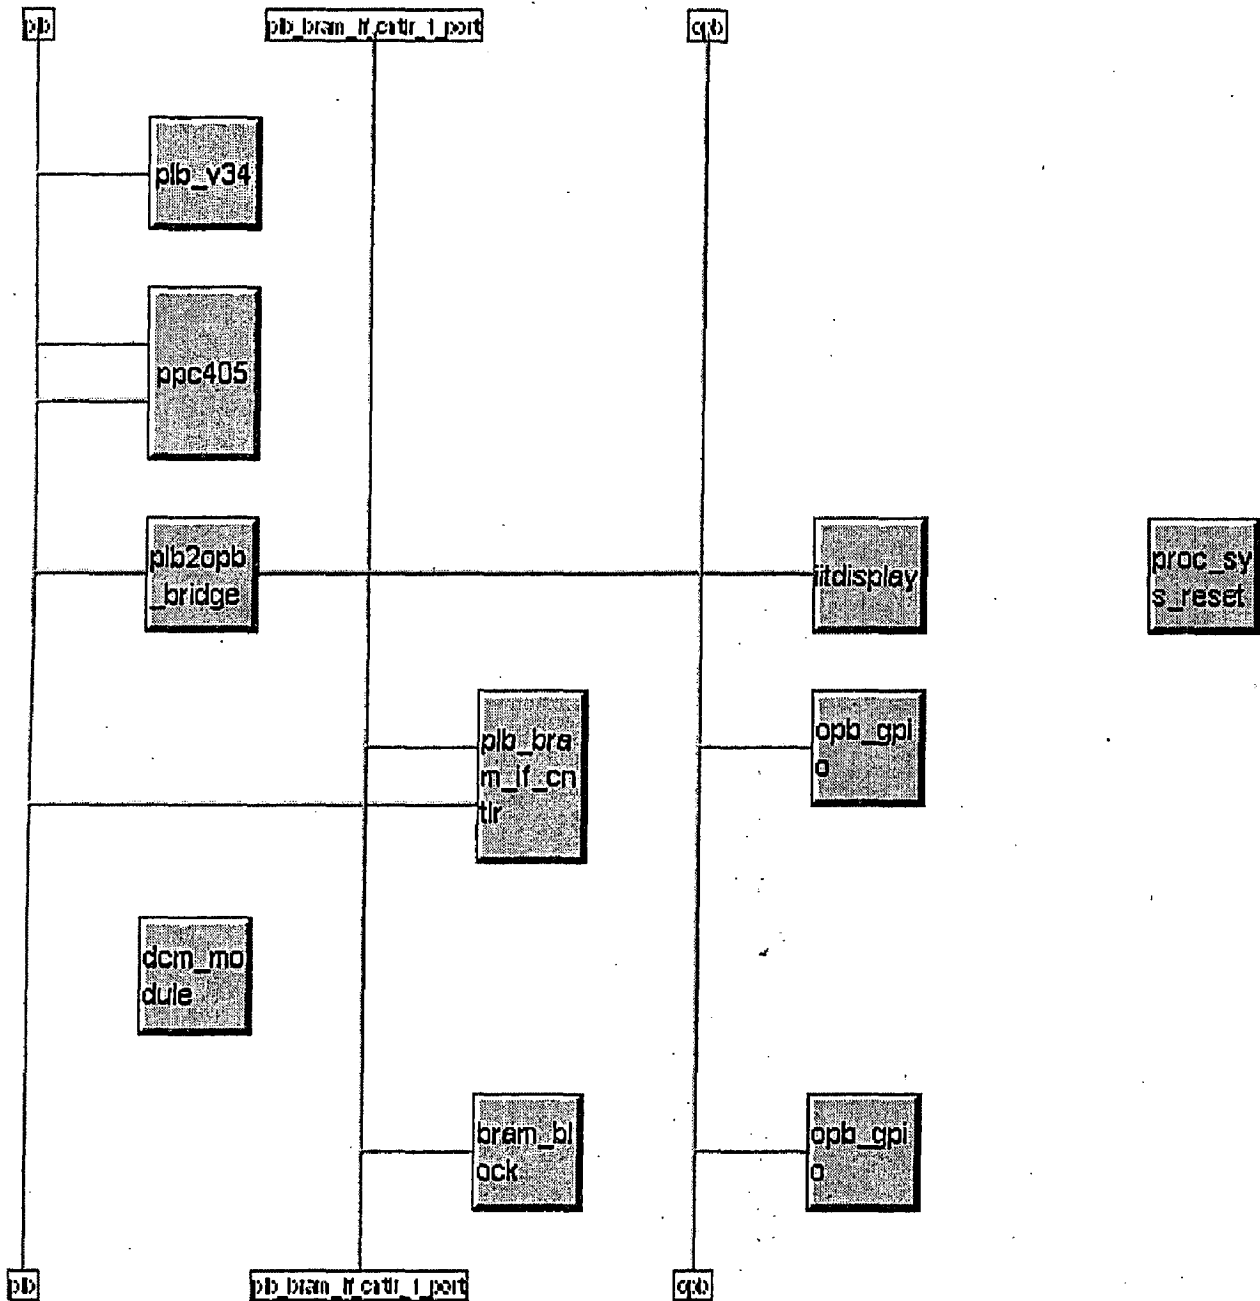 plb
plb_bram_if_cntlr_1_port
opb
plb_v34
ppc405
plb2opb
_bridge
iitdisplay
proc_sy
s_reset
plb_bra
m_if_cn
tlr
opb_gpi
o
dcm_mo
dule
bram_bl
ock
opb_gpi
o
plb
plb_bram_if_cntlr_1_port
opb